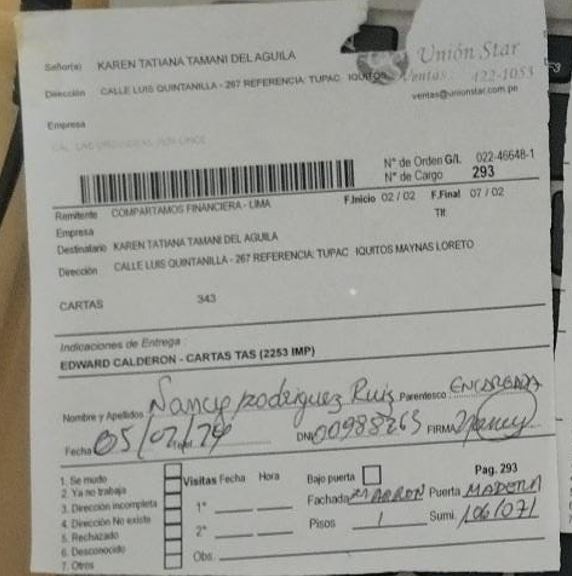 Unión Star
Señor(a) KAREN TATIANA TAMANI DEL AGUILA
Ventas: 422-1053
Dirección CALLE LUIS QUINTANILLA - 267 REFERENCIA: TUPAC IQUITOS
ventas@unionstar.com.pe
Empresa
N° de Orden G/L 022-46648-1
N° de Cargo 293
Remitente COMPARTAMOS FINANCIERA - LIMA F.Inicio 02 / 02 F.Final 07 / 02
Empresa Tlf.
Destinatario KAREN TATIANA TAMANI DEL AGUILA
Dirección CALLE LUIS QUINTANILLA - 267 REFERENCIA: TUPAC IQUITOS MAYNAS LORETO
CARTAS 343
Indicaciones de Entrega :
EDWARD CALDERON - CARTAS TAS (2253 IMP)
Nombre y Apellidos Nancy Rodriguez Ruiz Parentesco : ENCARGADA
Fecha 05/02/24 DNI 00988265 FIRMA Nancy
1. Se mudo Visitas Fecha Hora Bajo puerta Pag. 293
2. Ya no trabaja Fachada MARRON Puerta MADERA
3. Dirección incompleta 1° Pisos 1 Sumi.
4. Dirección No existe
5. Rechazado 2°
6. Desconocido Obs.
7. Otros